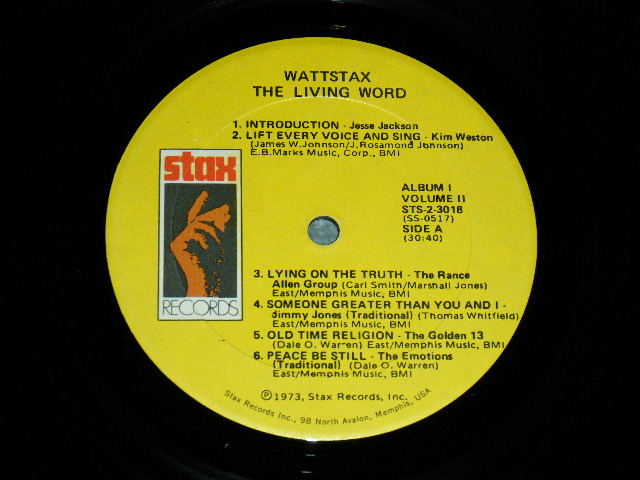 WATTSTAX
THE LIVING WORD
1. INTRODUCTION - Jesse Jackson
2. LIFT EVERY VOICE AND SING - Kim Weston
(James W. Johnson/J. Rosamond Johnson)
E.B. Marks Music, Corp., BMI
stax
RECORDS
ALBUM I
VOLUME II
STS-2-3018
(SS-0517)
SIDE A
(30:40)
3. LYING ON THE TRUTH - The Rance
Allen Group (Carl Smith/Marshall Jones)
East/Memphis Music, BMI
4. SOMEONE GREATER THAN YOU AND I -
Jimmy Jones (Traditional) (Thomas Whitfield)
East/Memphis Music, BMI
5. OLD TIME RELIGION - The Golden 13
(Dale O. Warren) East/Memphis Music, BMI
6. PEACE BE STILL - The Emotions
(Traditional) (Dale O. Warren)
East/Memphis Music, BMI
Ⓟ1973, Stax Records, Inc.
Stax Records Inc., 98 North Avalon, Memphis, USA